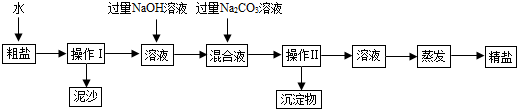 水 过量NaOH溶液 过量Na₂CO₃溶液
粗盐 操作Ⅰ 溶液 混合液 操作Ⅱ 溶液 蒸发 精盐
泥沙 沉淀物